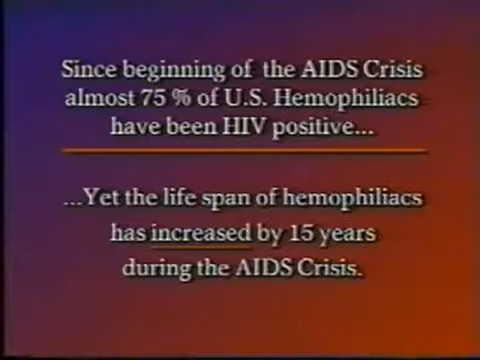 Since beginning of the AIDS Crisis
almost 75 % of U.S. Hemophiliacs
have been HIV positive...
...Yet the life span of hemophiliacs
has increased by 15 years
during the AIDS Crisis.